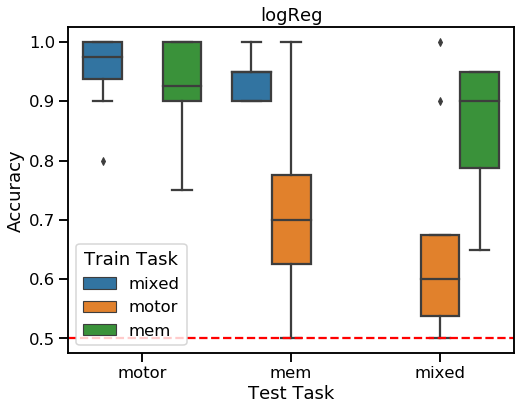 logReg
1.0
0.9
0.8
0.7
0.6
0.5
Accuracy
Train Task
mixed
motor
mem
motor
mem
mixed
Test Task